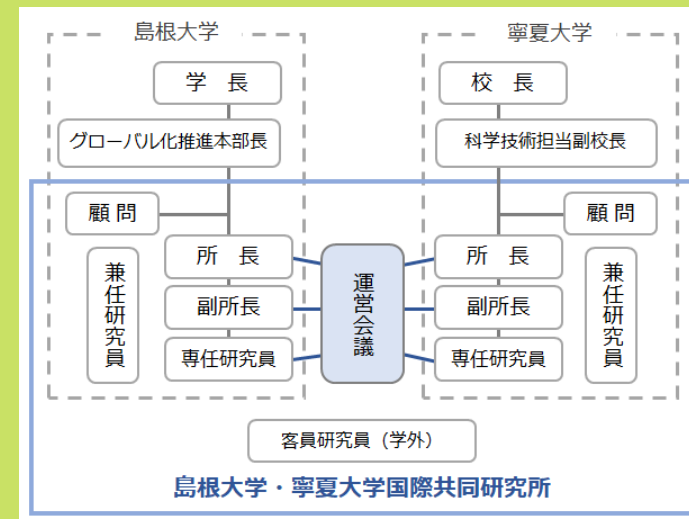 島根大学
寧夏大学
学 長
校 長
グローバル化推進本部長
科学技術担当副校長
顧 問
顧 問
所 長
所 長
兼任研究員
兼任研究員
運営会議
副所長
副所長
専任研究員
専任研究員
客員研究員（学外）
島根大学・寧夏大学国際共同研究所